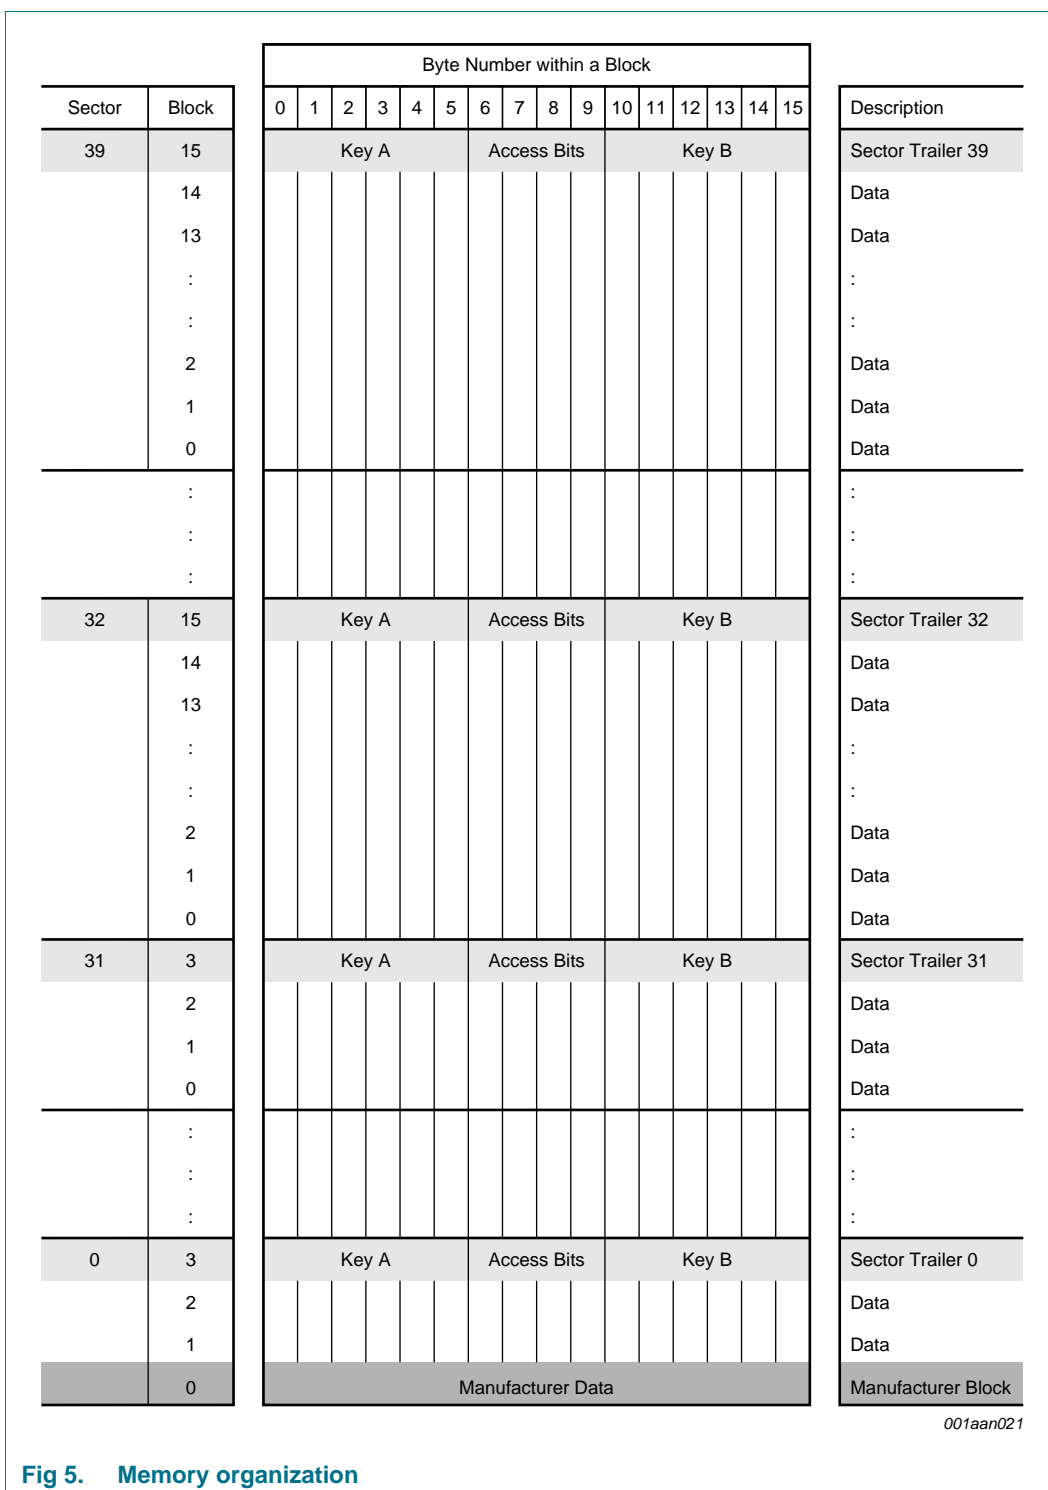 Byte Number within a Block
Sector Block 0 1 2 3 4 5 6 7 8 9 10 11 12 13 14 15 Description
39 15 Key A Access Bits Key B Sector Trailer 39
14 Data
13 Data
: :
: :
2 Data
1 Data
0 Data
: :
: :
: :
32 15 Key A Access Bits Key B Sector Trailer 32
14 Data
13 Data
: :
: :
2 Data
1 Data
0 Data
31 3 Key A Access Bits Key B Sector Trailer 31
2 Data
1 Data
0 Data
: :
: :
: :
0 3 Key A Access Bits Key B Sector Trailer 0
2 Data
1 Data
0 Manufacturer Data Manufacturer Block
001aan021
Fig 5. Memory organization